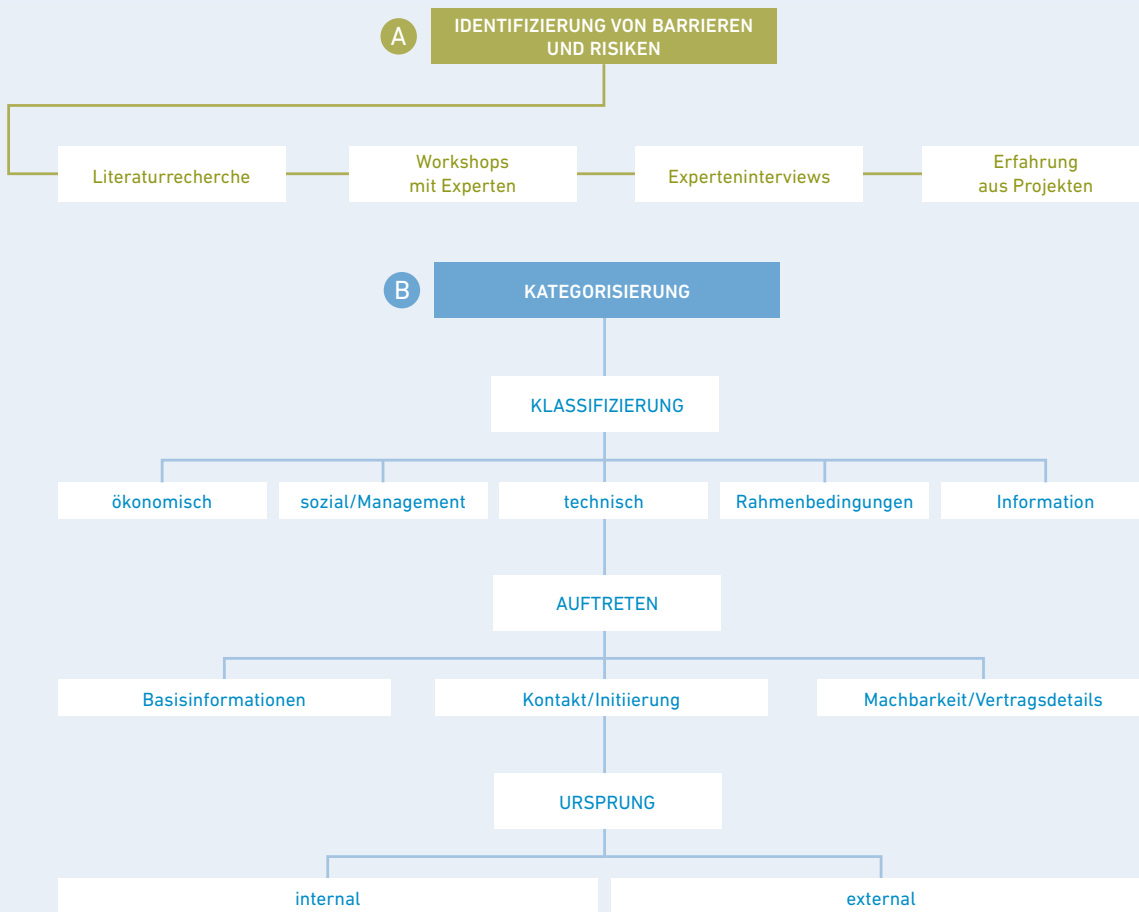 A
IDENTIFIZIERUNG VON BARRIEREN
UND RISIKEN
Literaturrecherche
Workshops
mit Experten
Experteninterviews
Erfahrung
aus Projekten
B
KATEGORISIERUNG
KLASSIFIZIERUNG
ökonomisch
sozial/Management
technisch
Rahmenbedingungen
Information
AUFTRETEN
Basisinformationen
Kontakt/Initiierung
Machbarkeit/Vertragsdetails
URSPRUNG
internal
external